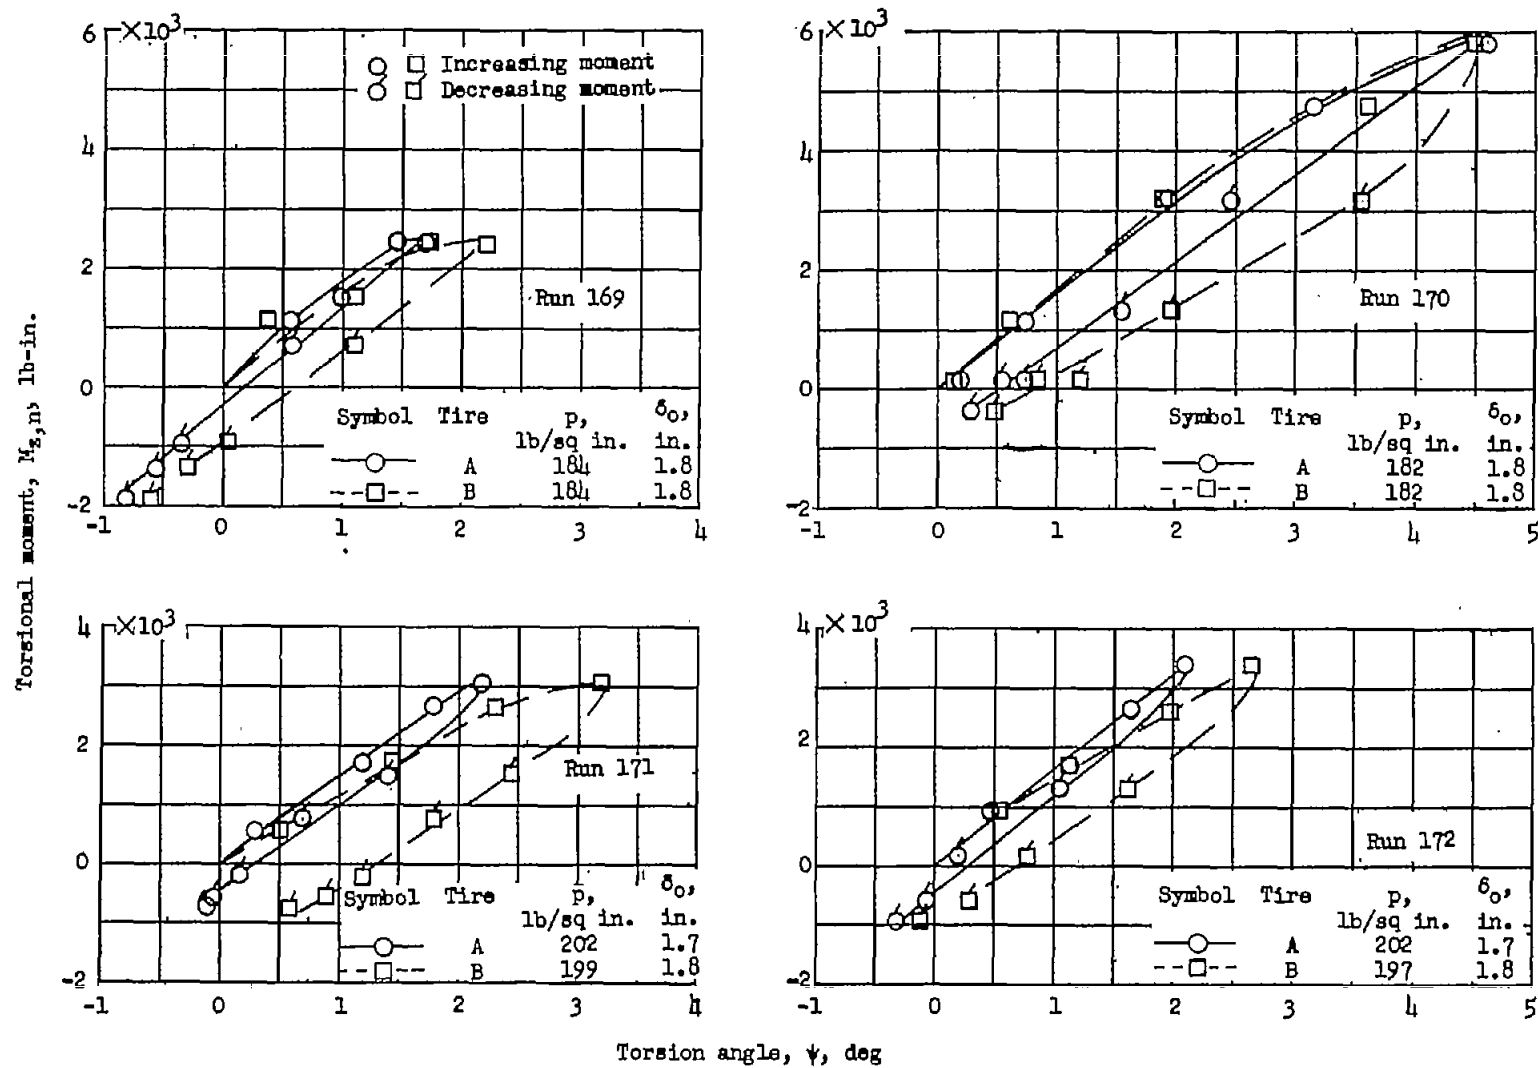 6 ×10³
○ □ Increasing moment
○ □ Decreasing moment
4
2
Run 169
0
Symbol Tire p, δo,
lb/sq in. in.
A 184 1.8
B 184 1.8
-2
-1 0 1 2 3 4
6 ×10³
4
2
Run 170
0
Symbol Tire p, δo,
lb/sq in. in.
A 182 1.8
B 182 1.8
-2
-1 0 1 2 3 4 5
Torsional moment, Mz,n, lb-in.
4 ×10³
2
Run 171
0
Symbol Tire p, δo,
lb/sq in. in.
A 202 1.7
B 199 1.8
-2
-1 0 1 2 3 4
4 ×10³
2
Run 172
0
Symbol Tire p, δo,
lb/sq in. in.
A 202 1.7
B 197 1.8
-2
-1 0 1 2 3 4 5
Torsion angle, ψ, deg